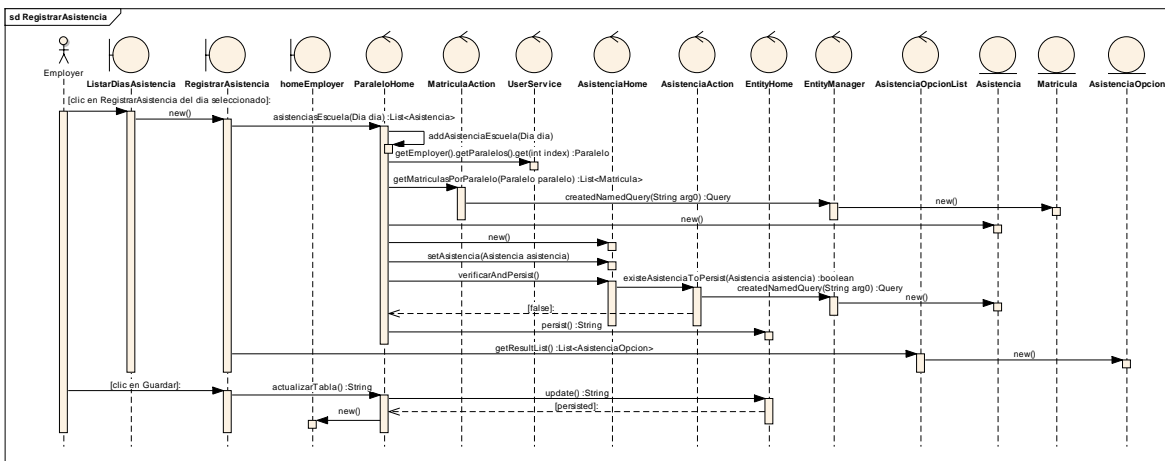 sd RegistrarAsistencia
Employer
ListarDiasAsistencia
RegistrarAsistencia
homeEmployer
ParaleloHome
MatriculaAction
UserService
AsistenciaHome
AsistenciaAction
EntityHome
EntityManager
AsistenciaOpcionList
Asistencia
Matricula
AsistenciaOpcion
[clic en RegistrarAsistencia del dia seleccionado]:
new()
asistenciasEscuela(Dia dia) :List<Asistencia>
addAsistenciaEscuela(Dia dia)
getEmployer().getParalelos().get(int index) :Paralelo
getMatriculasPorParalelo(Paralelo paralelo) :List<Matricula>
createdNamedQuery(String arg0) :Query
new()
new()
new()
setAsistencia(Asistencia asistencia)
verificarAndPersist()
existeAsistenciaToPersist(Asistencia asistencia) :boolean
createdNamedQuery(String arg0) :Query
new()
[false]:
persist() :String
getResultList() :List<AsistenciaOpcion>
new()
[clic en Guardar]:
actualizarTabla() :String
update() :String
[persisted]:
new()